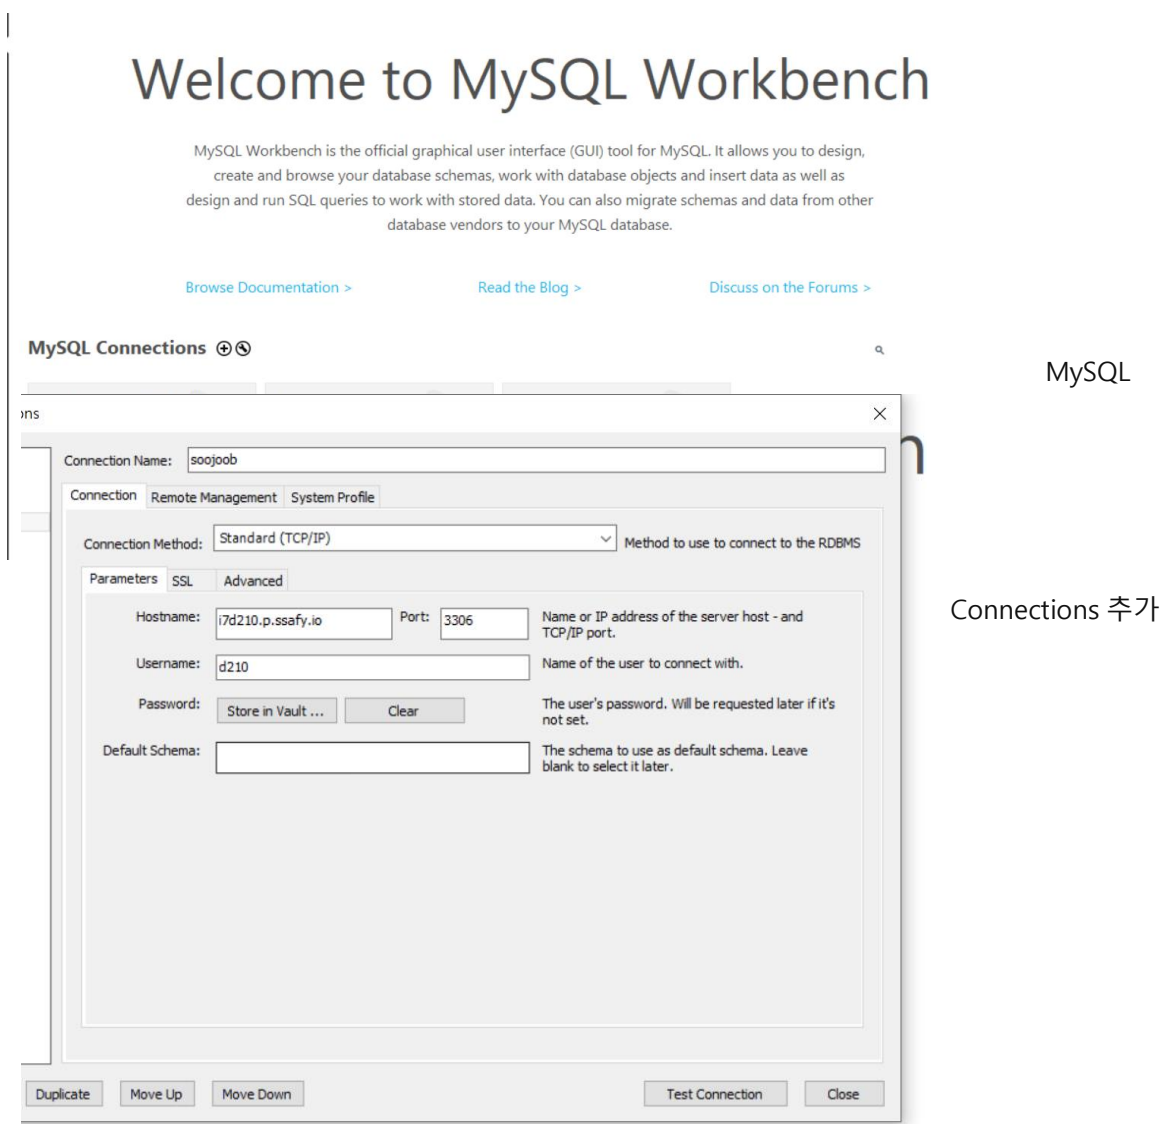 Welcome to MySQL Workbench
MySQL Workbench is the official graphical user interface (GUI) tool for MySQL. It allows you to design,
create and browse your database schemas, work with database objects and insert data as well as
design and run SQL queries to work with stored data. You can also migrate schemas and data from other
database vendors to your MySQL database.
Browse Documentation >
Read the Blog >
Discuss on the Forums >
MySQL Connections
MySQL
Connection Name: soojoob
Connection Remote Management System Profile
Connection Method: Standard (TCP/IP) Method to use to connect to the RDBMS
Parameters SSL Advanced
Hostname: i7d210.p.ssafy.io Port: 3306 Name or IP address of the server host - and
TCP/IP port.
Connections 추가
Username: d210 Name of the user to connect with.
Password: Store in Vault ... Clear The user's password. Will be requested later if it's
not set.
Default Schema: The schema to use as default schema. Leave
blank to select it later.
Duplicate Move Up Move Down Test Connection Close